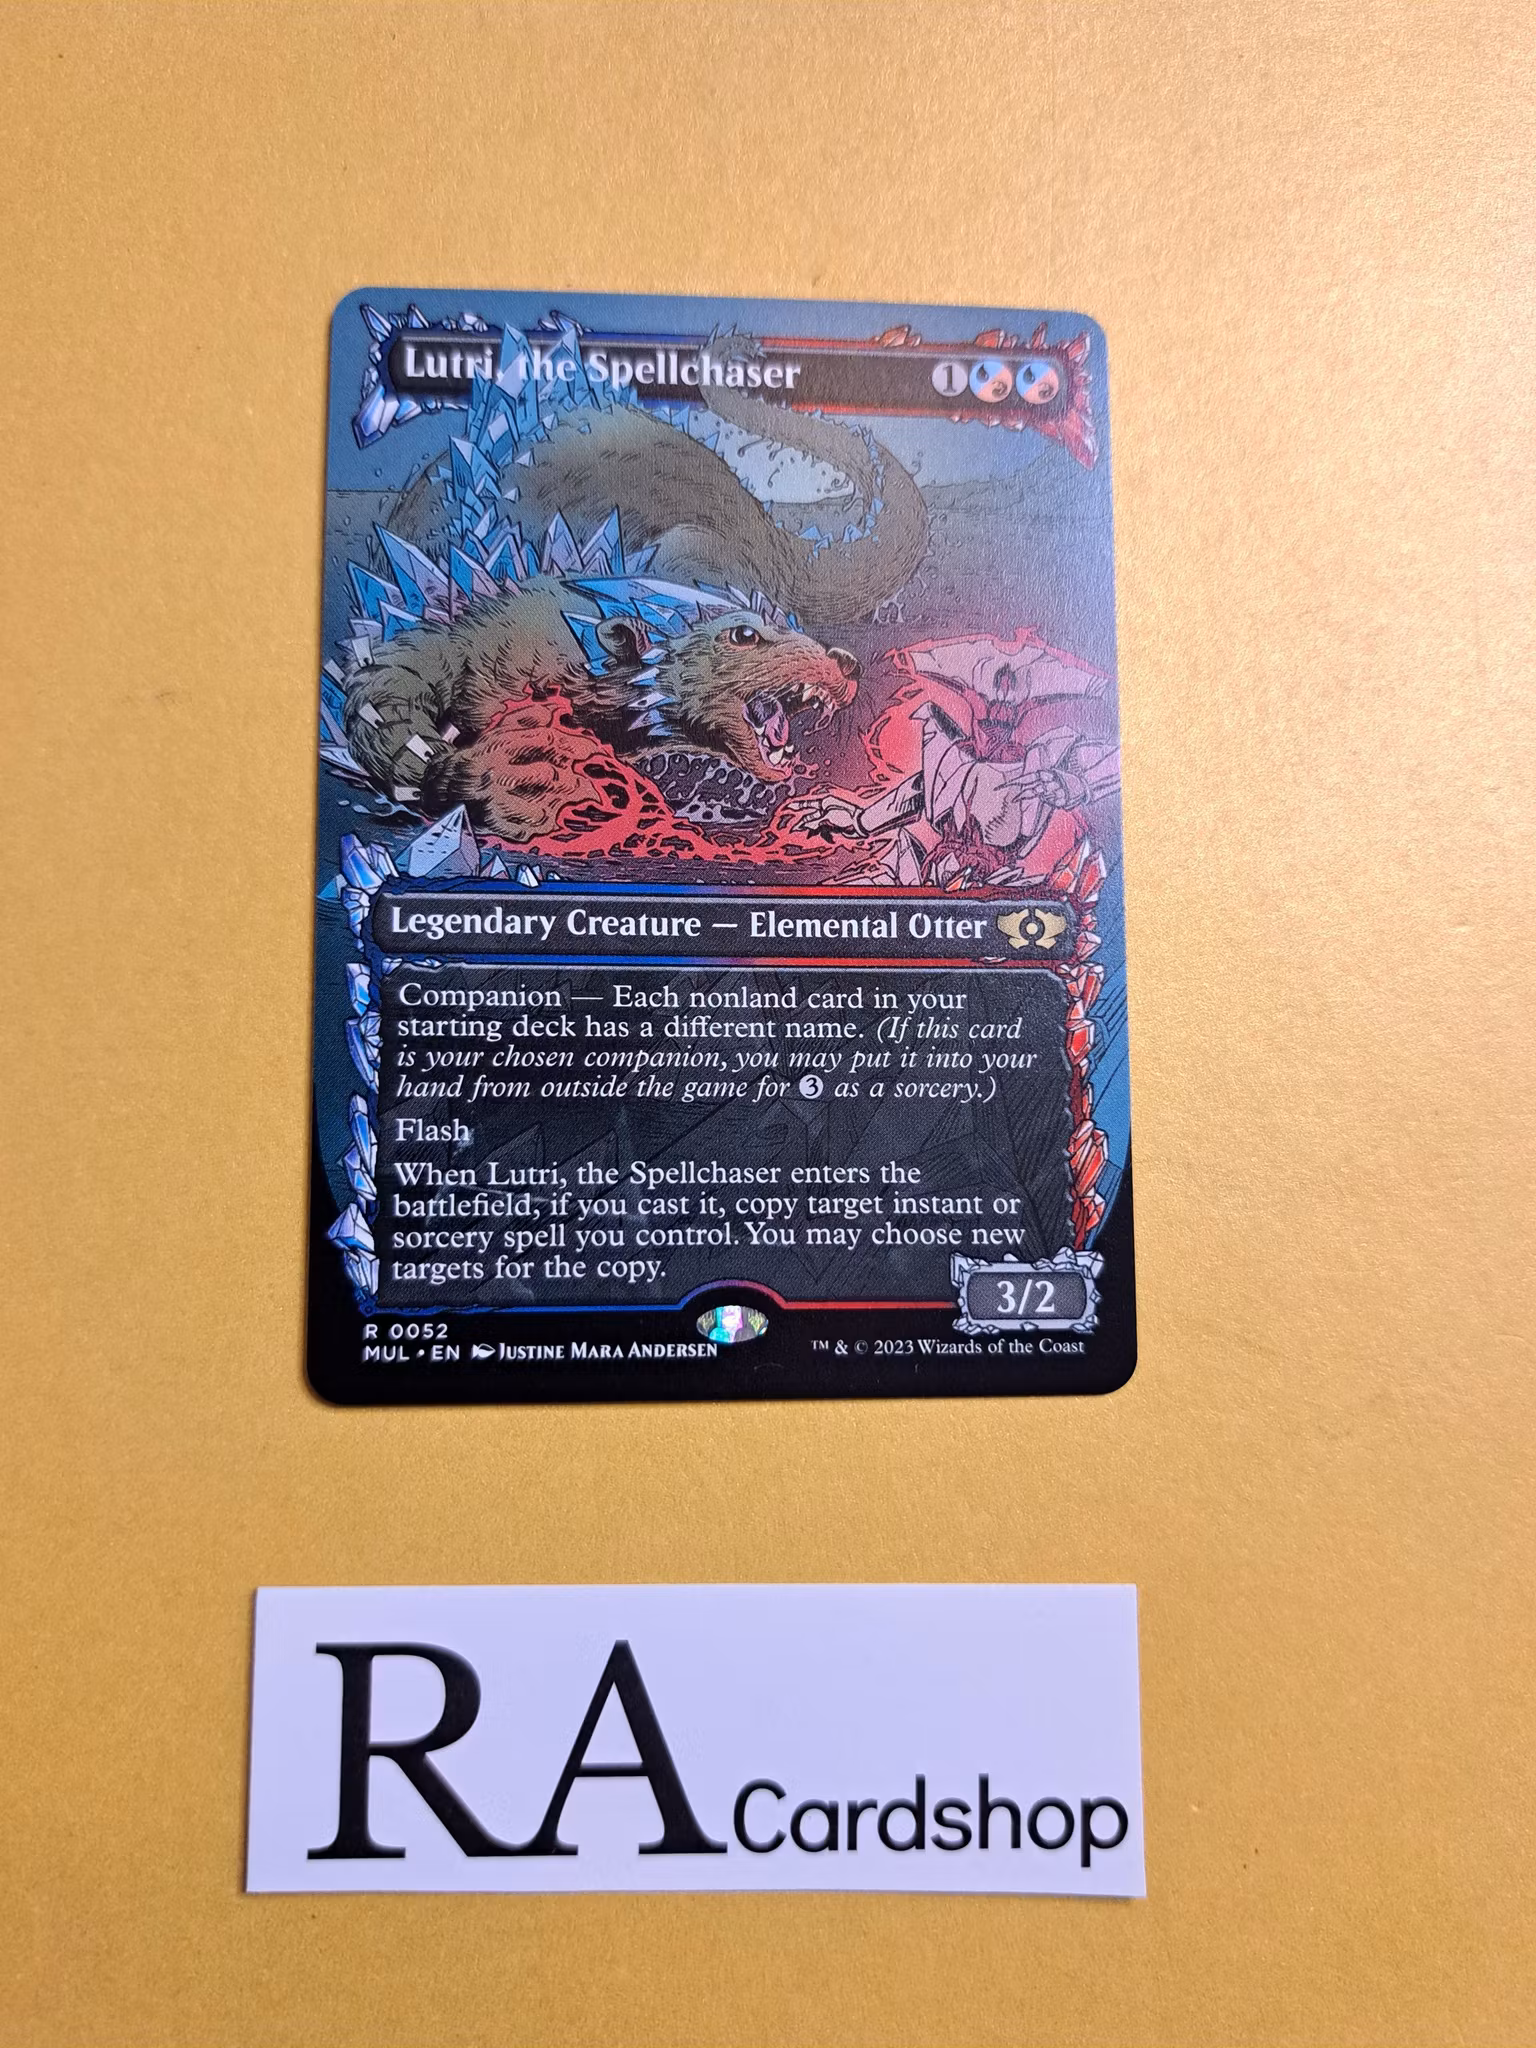 Lutri, the Spellchaser 1
Legendary Creature — Elemental Otter
Companion — Each nonland card in your
starting deck has a different name. (If this card
is your chosen companion, you may put it into your
hand from outside the game for 3 as a sorcery.)
Flash
When Lutri, the Spellchaser enters the
battlefield, if you cast it, copy target instant or
sorcery spell you control. You may choose new
targets for the copy.
3/2
R 0052
MUL • EN JUSTINE MARA ANDERSEN ™ & © 2023 Wizards of the Coast
RA Cardshop